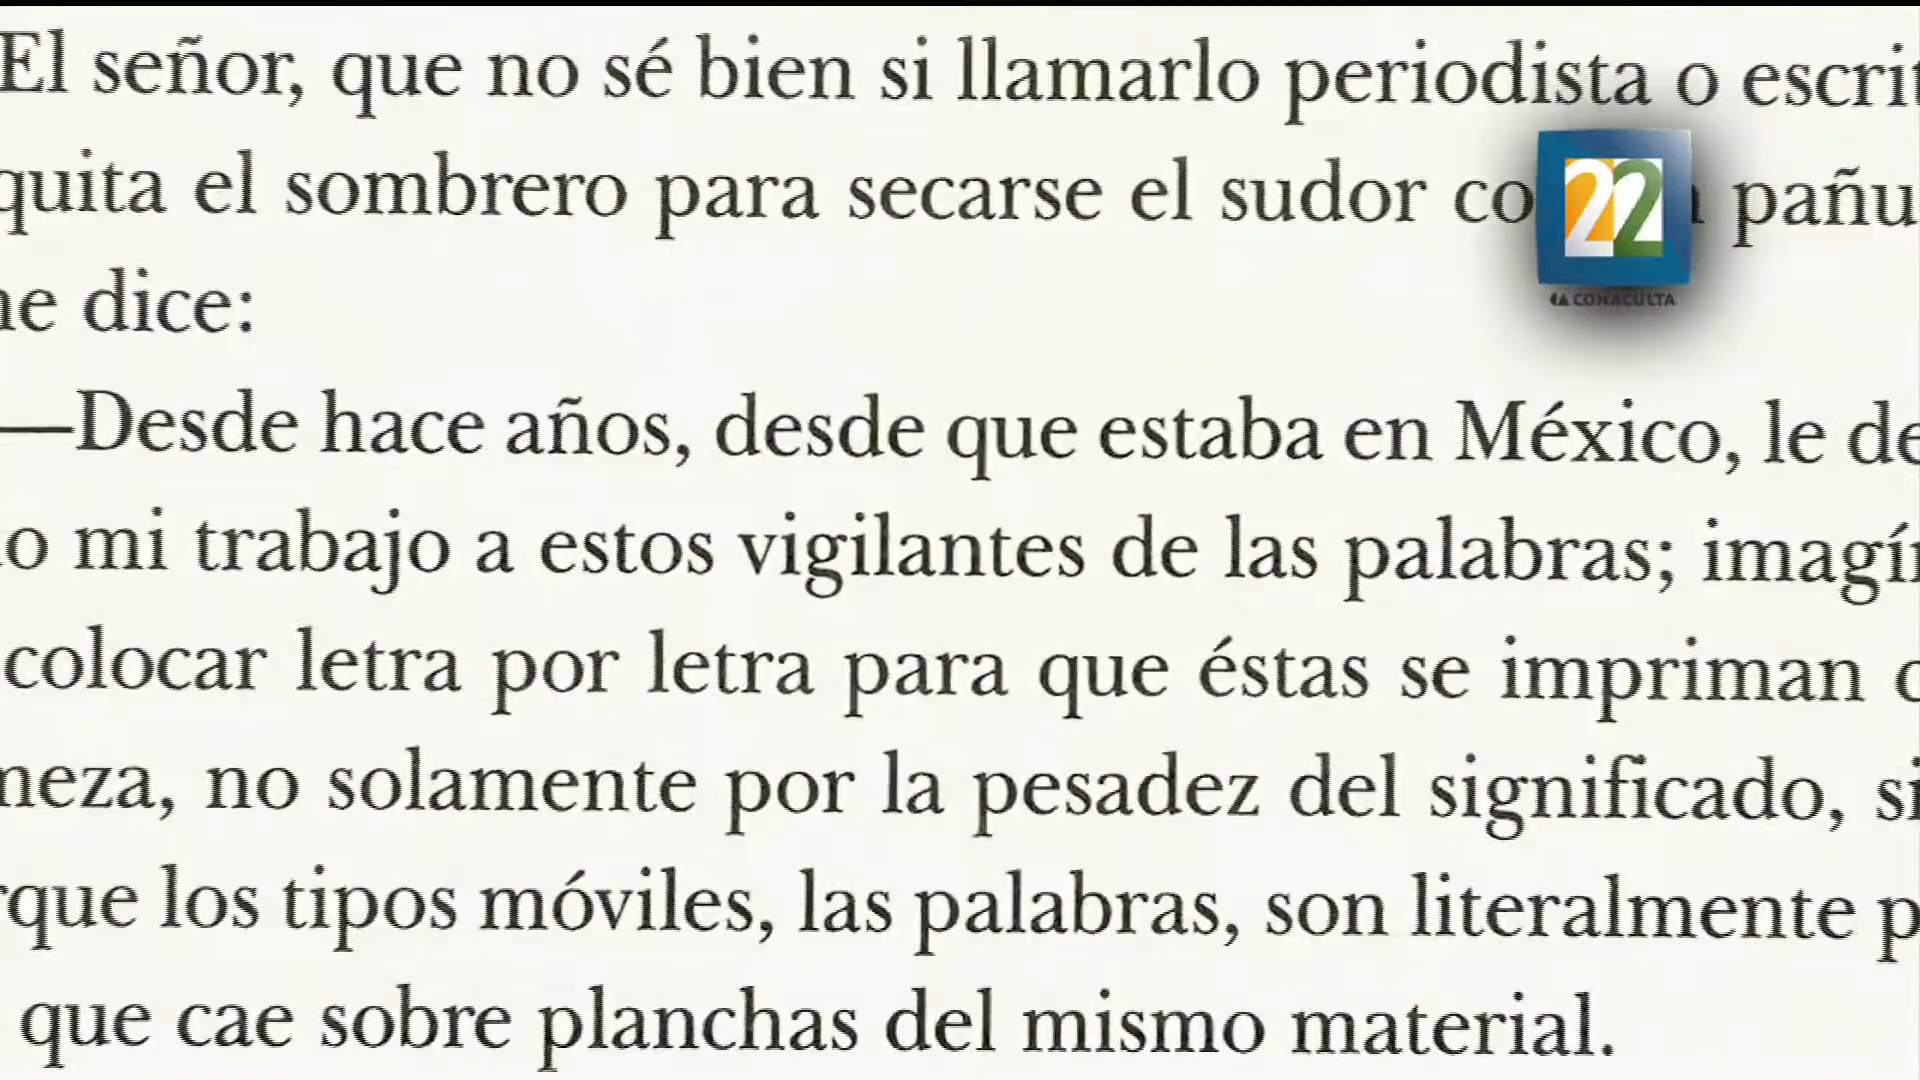 El señor, que no sé bien si llamarlo periodista o escrit
quita el sombrero para secarse el sudor co pañu
22
CONACULTA
ne dice:
—Desde hace años, desde que estaba en México, le de
o mi trabajo a estos vigilantes de las palabras; imagín
colocar letra por letra para que éstas se impriman c
neza, no solamente por la pesadez del significado, si
rque los tipos móviles, las palabras, son literalmente p
que cae sobre planchas del mismo material.